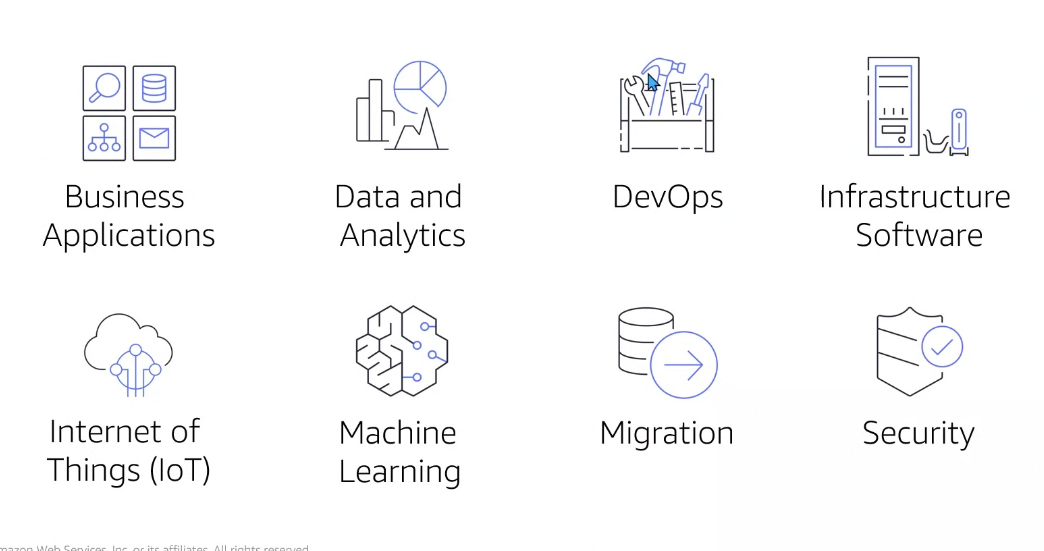 Business
Applications
Data and
Analytics
DevOps
Infrastructure
Software
Internet of
Things (IoT)
Machine
Learning
Migration
Security
mazon Web Services, Inc. or its affiliates. All rights reserved.